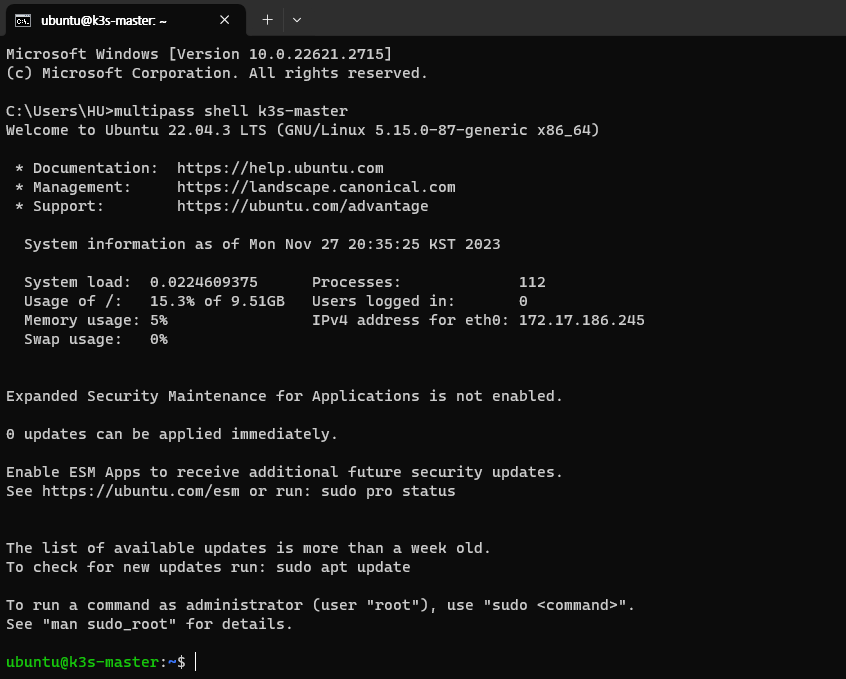 ubuntu@k3s-master: ~
Microsoft Windows [Version 10.0.22621.2715]
(c) Microsoft Corporation. All rights reserved.
C:\Users\HU>multipass shell k3s-master
Welcome to Ubuntu 22.04.3 LTS (GNU/Linux 5.15.0-87-generic x86_64)
* Documentation:  https://help.ubuntu.com
* Management:     https://landscape.canonical.com
* Support:        https://ubuntu.com/advantage
System information as of Mon Nov 27 20:35:25 KST 2023
System load:  0.0224609375      Processes:             112
Usage of /:   15.3% of 9.51GB   Users logged in:       0
Memory usage: 5%                IPv4 address for eth0: 172.17.186.245
Swap usage:   0%
Expanded Security Maintenance for Applications is not enabled.
0 updates can be applied immediately.
Enable ESM Apps to receive additional future security updates.
See https://ubuntu.com/esm or run: sudo pro status
The list of available updates is more than a week old.
To check for new updates run: sudo apt update
To run a command as administrator (user "root"), use "sudo <command>".
See "man sudo_root" for details.
ubuntu@k3s-master:~$